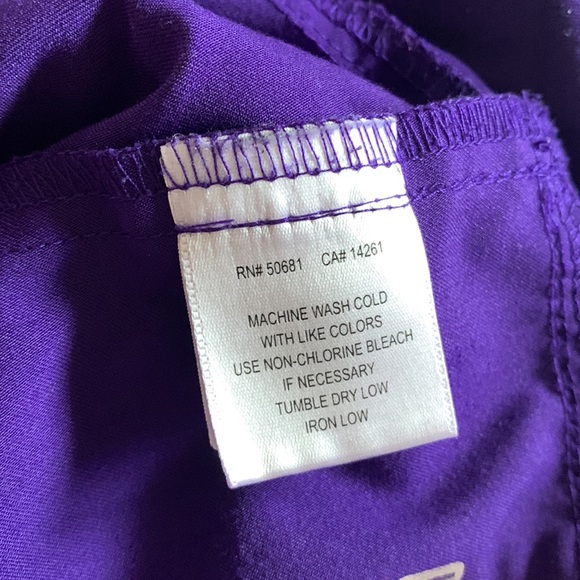 RN# 50681 CA# 14261
MACHINE WASH COLD
WITH LIKE COLORS
USE NON-CHLORINE BLEACH
IF NECESSARY
TUMBLE DRY LOW
IRON LOW